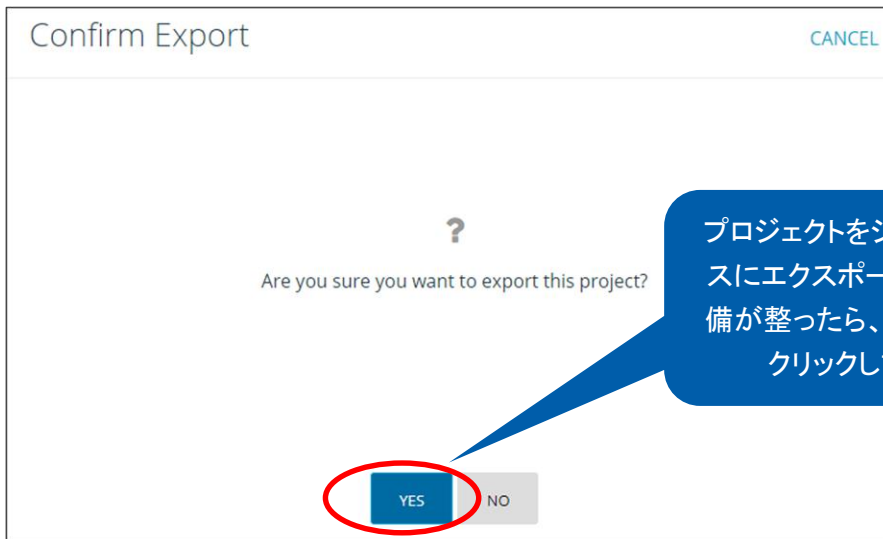 Confirm Export
CANCEL
?
Are you sure you want to export this project?
プロジェクトをシ
スにエクスポー
備が整ったら、
クリックし
YES
NO